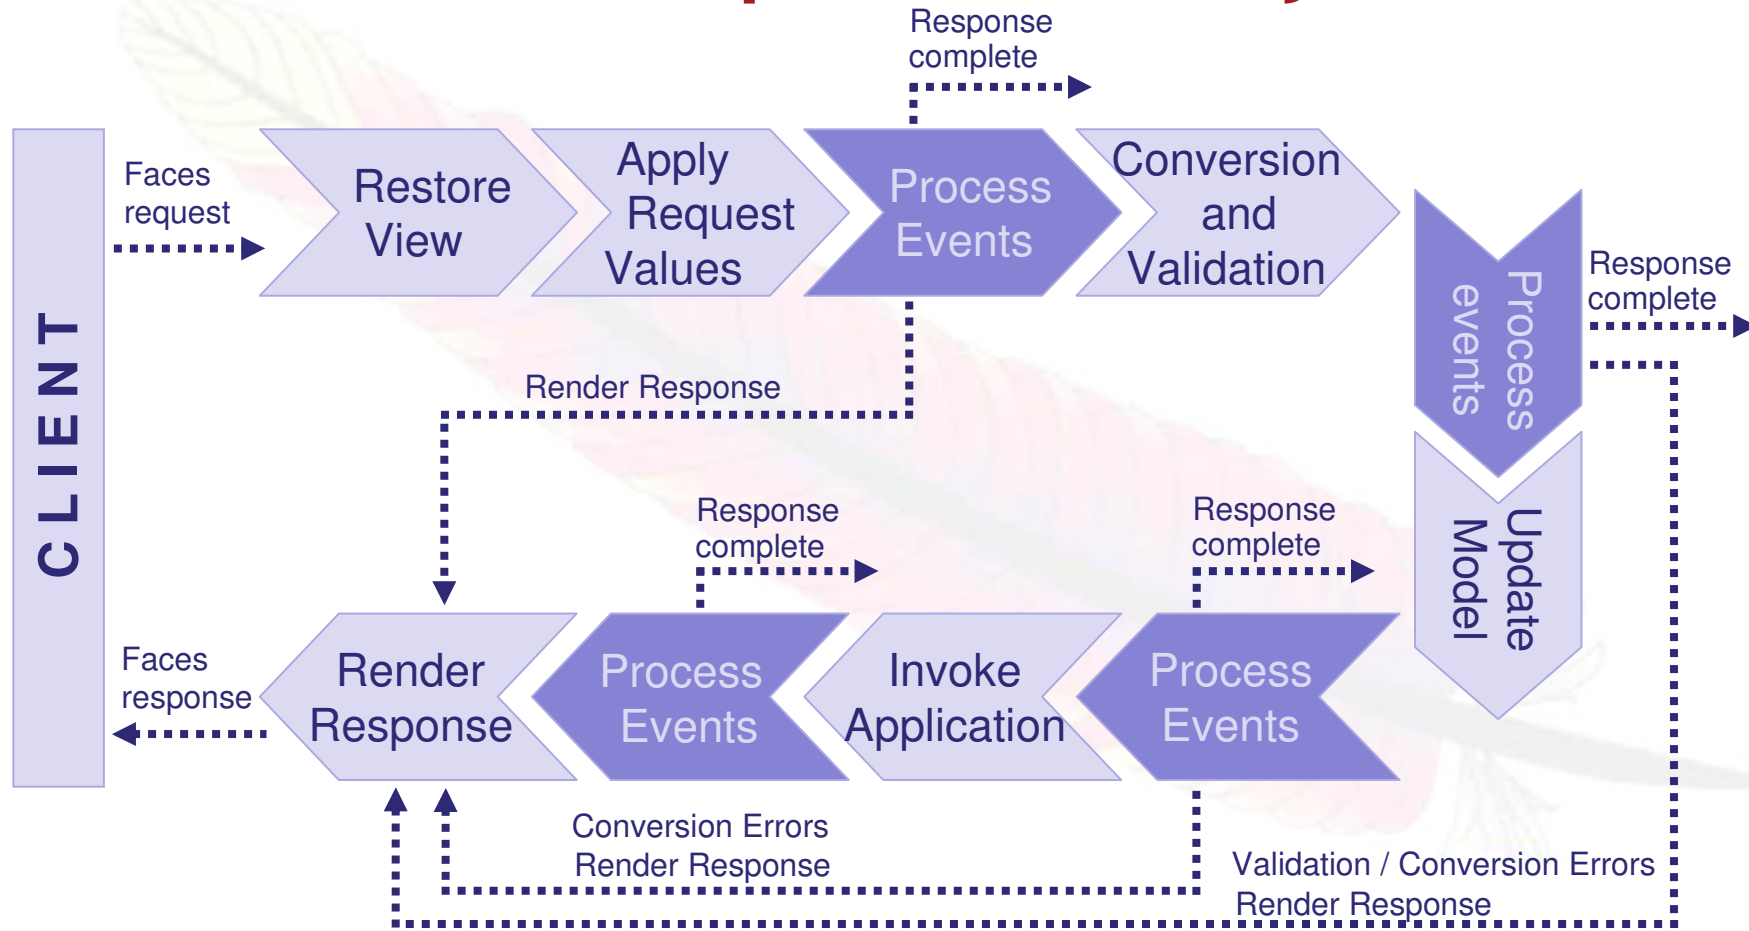 Response
complete
Faces
request
Restore
View
Apply
Request
Values
Process
Events
Conversion
and
Validation
Process
events
Response
complete
CLIENT
Render Response
Response
complete
Response
complete
Update
Model
Faces
response
Render
Response
Process
Events
Invoke
Application
Process
Events
Conversion Errors
Render Response
Validation / Conversion Errors
Render Response